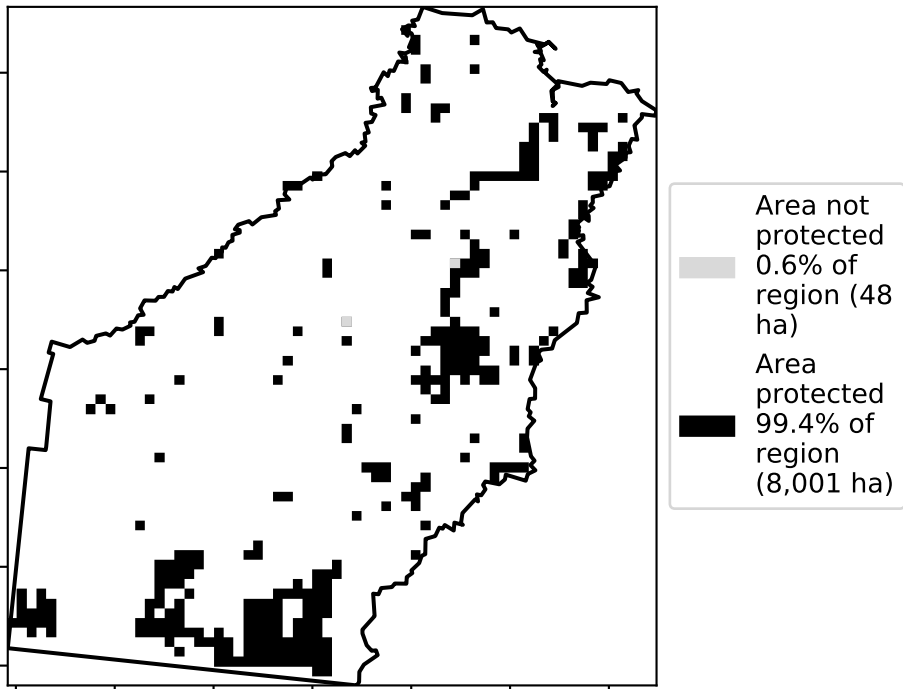 Area not
protected
0.6% of
region (48
ha)
Area
protected
99.4% of
region
(8,001 ha)